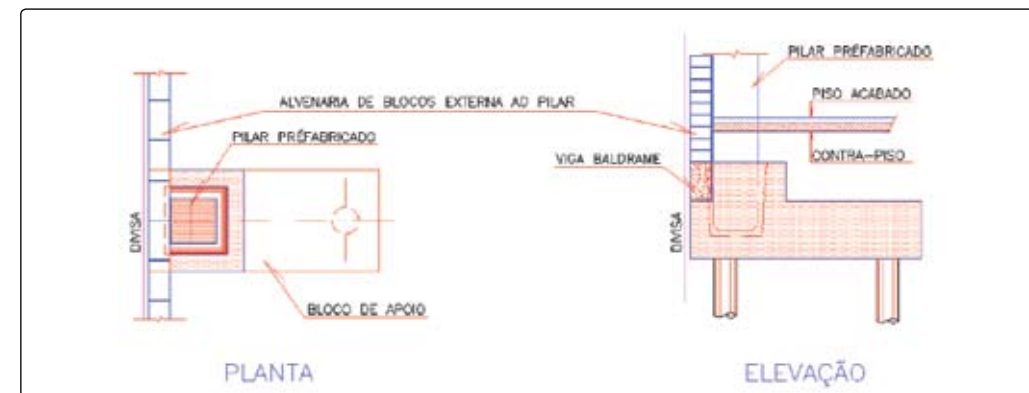 ALVENARIA DE BLOCOS EXTERNA AO PILAR
PILAR PRÉFABRICADO
DIVISA
BLOCO DE APOIO
PLANTA
PILAR PRÉFABRICADO
PISO ACABADO
CONTRA-PISO
VIGA BALDRAME
DIVISA
ELEVAÇÃO